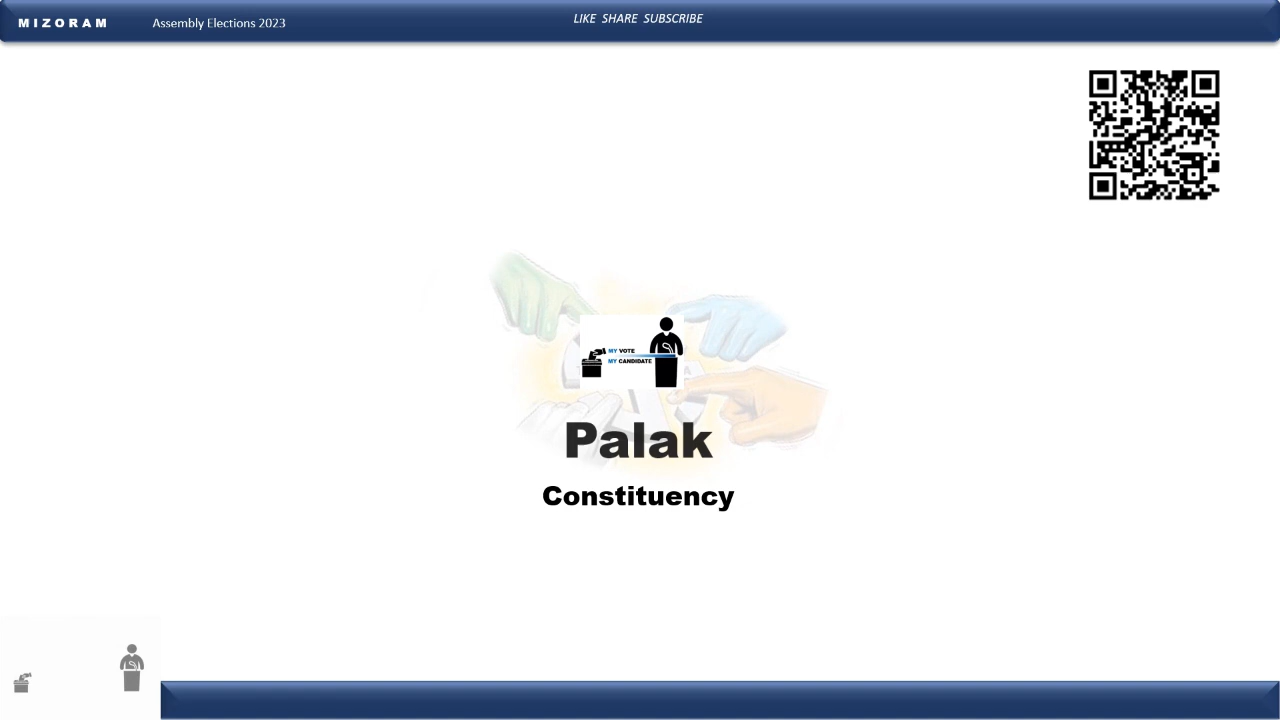 MIZORAM
Assembly Elections 2023
LIKE SHARE SUBSCRIBE
MY VOTE
MY CANDIDATE
Palak
Constituency